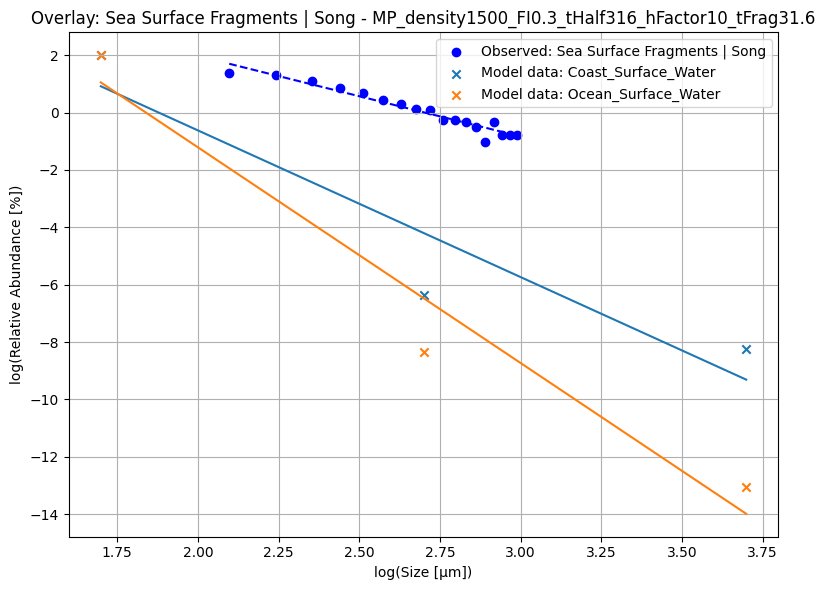 Overlay: Sea Surface Fragments | Song - MP_density1500_FI0.3_tHalf316_hFactor10_tFrag31.6
Observed: Sea Surface Fragments | Song
Model data: Coast_Surface_Water
Model data: Ocean_Surface_Water
log(Relative Abundance [%])
2
0
−2
−4
−6
−8
−10
−12
−14
1.75 2.00 2.25 2.50 2.75 3.00 3.25 3.50 3.75
log(Size [μm])